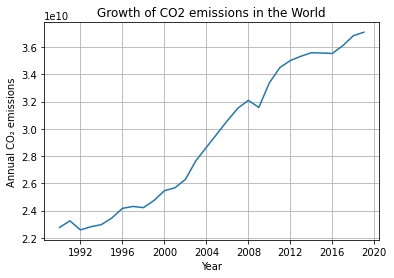 Growth of CO2 emissions in the World
1e10
Annual CO₂ emissions
3.6
3.4
3.2
3.0
2.8
2.6
2.4
2.2
1992 1996 2000 2004 2008 2012 2016 2020
Year